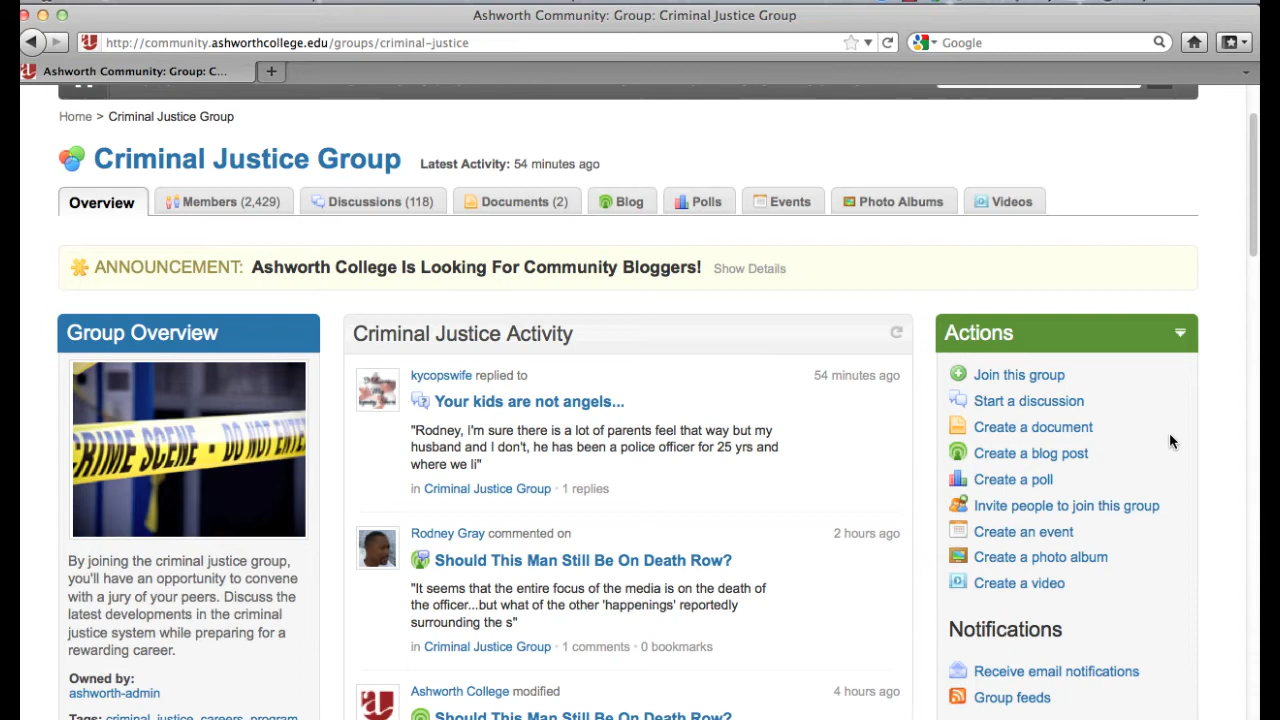 Ashworth Community: Group: Criminal Justice Group
http://community.ashworthcollege.edu/groups/criminal-justice
Google
Ashworth Community: Group: C...
Home > Criminal Justice Group
Criminal Justice Group
Latest Activity: 54 minutes ago
Overview
Members (2,429)
Discussions (118)
Documents (2)
Blog
Polls
Events
Photo Albums
Videos
ANNOUNCEMENT: Ashworth College Is Looking For Community Bloggers! Show Details
Group Overview
CRIME SCENE - DO NOT ENTER
By joining the criminal justice group,
you'll have an opportunity to convene
with a jury of your peers. Discuss the
latest developments in the criminal
justice system while preparing for a
rewarding career.
Owned by:
ashworth-admin
Tags: criminal, justice, careers, program
Criminal Justice Activity
kycopswife replied to
54 minutes ago
Your kids are not angels...
"Rodney, I'm sure there is a lot of parents feel that way but my
husband and I don't, he has been a police officer for 25 yrs and
where we li"
in Criminal Justice Group · 1 replies
Rodney Gray commented on
2 hours ago
Should This Man Still Be On Death Row?
"It seems that the entire focus of the media is on the death of
the officer...but what of the other 'happenings' reportedly
surrounding the s"
in Criminal Justice Group · 1 comments · 0 bookmarks
Ashworth College modified
4 hours ago
Should This Man Still Be On Death Row?
Actions
Join this group
Start a discussion
Create a document
Create a blog post
Create a poll
Invite people to join this group
Create an event
Create a photo album
Create a video
Notifications
Receive email notifications
Group feeds